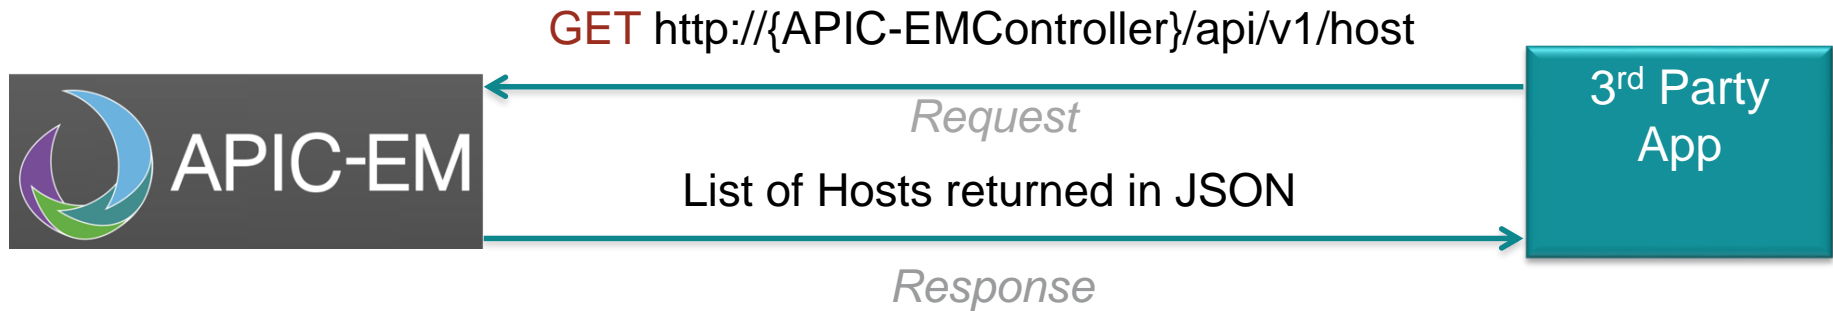 GET http://{APIC-EMController}/api/v1/host
APIC-EM
Request
3rd Party
App
List of Hosts returned in JSON
Response